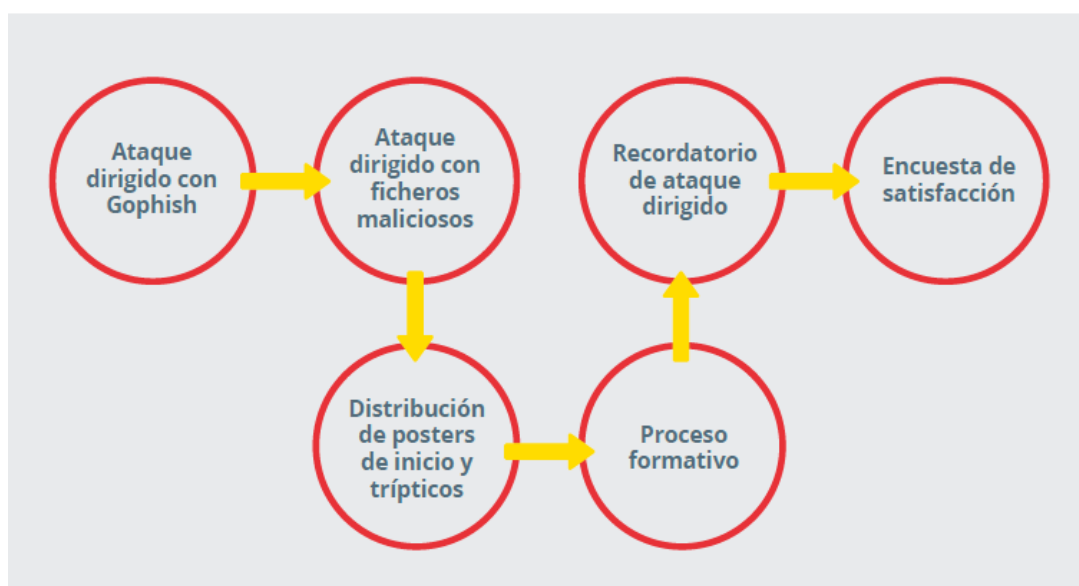 Ataque
dirigido con
Gophish
Ataque
dirigido con
ficheros
maliciosos
Distribución
de posters
de inicio y
trípticos
Proceso
formativo
Recordatorio
de ataque
dirigido
Encuesta de
satisfacción